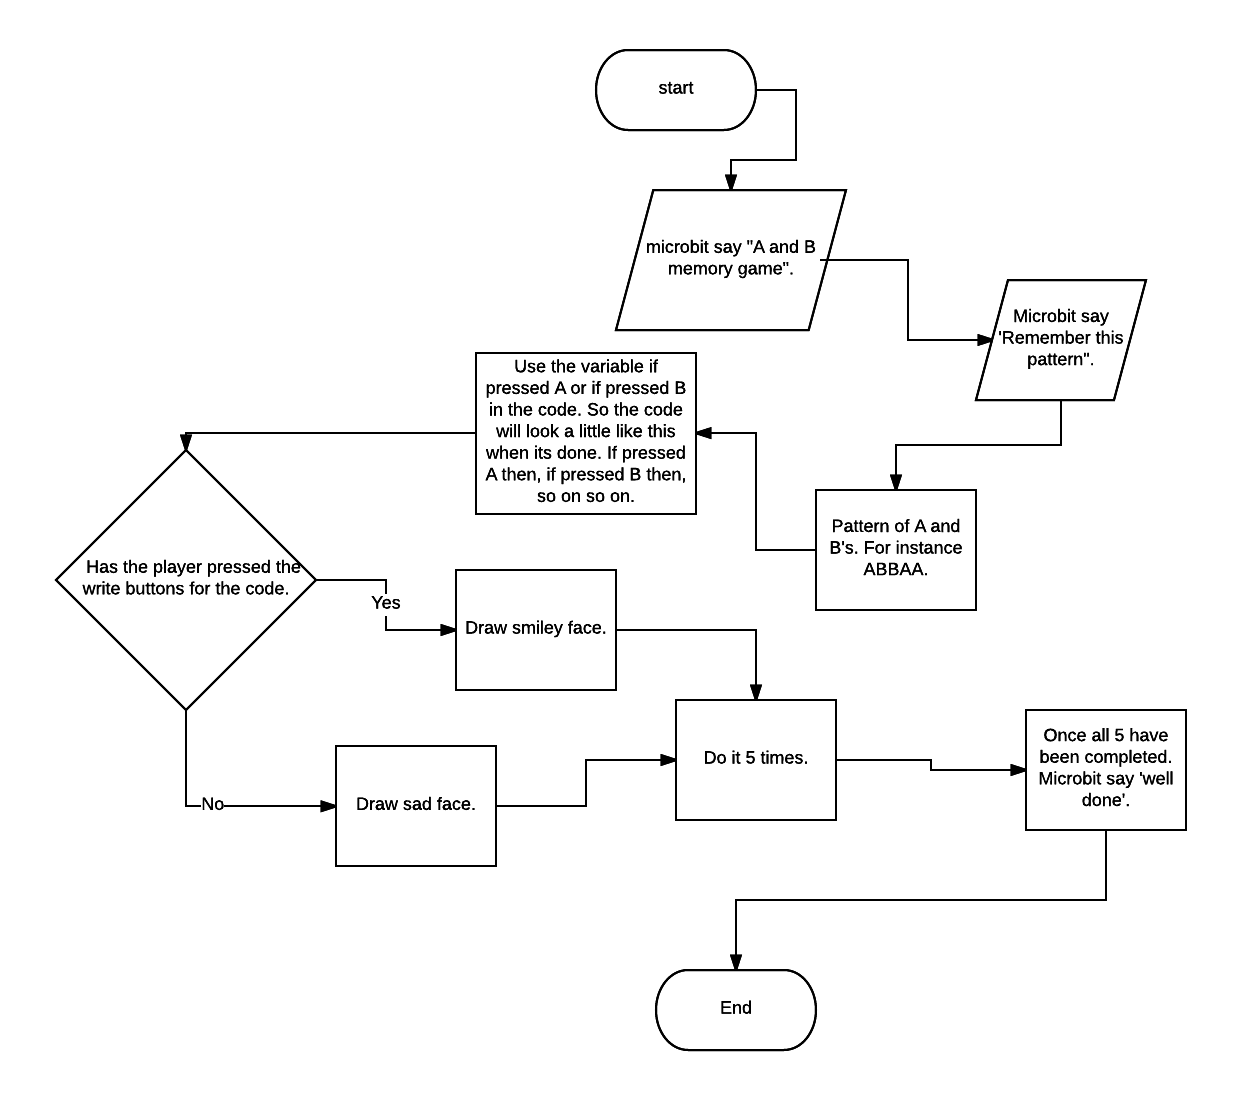 start
microbit say "A and B
memory game".
Microbit say
'Remember this
pattern".
Use the variable if
pressed A or if pressed B
in the code. So the code
will look a little like this
when its done. If pressed
A then, if pressed B then,
so on so on.
Pattern of A and
B's. For instance
ABBAA.
Has the player pressed the
write buttons for the code.
Yes
Draw smiley face.
No
Draw sad face.
Do it 5 times.
Once all 5 have
been completed.
Microbit say 'well
done'.
End